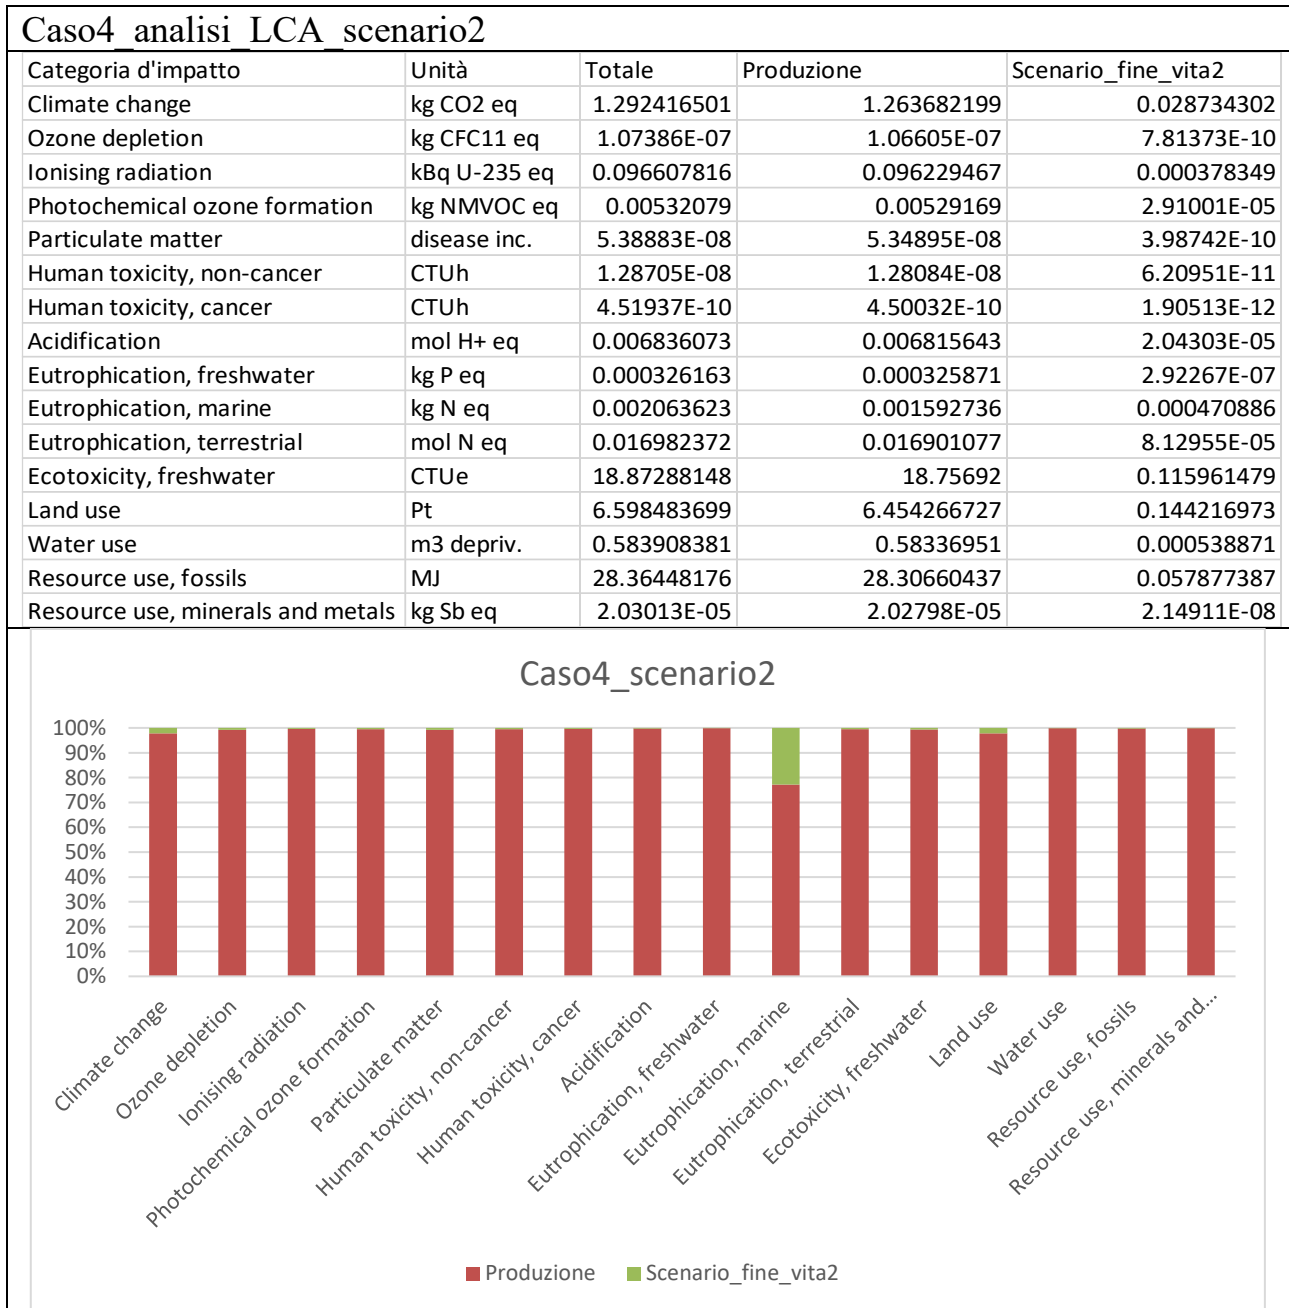 Caso4_analisi_LCA_scenario2
Categoria d'impatto Unità Totale Produzione Scenario_fine_vita2
Climate change kg CO2 eq 1.292416501 1.263682199 0.028734302
Ozone depletion kg CFC11 eq 1.07386E-07 1.06605E-07 7.81373E-10
Ionising radiation kBq U-235 eq 0.096607816 0.096229467 0.000378349
Photochemical ozone formation kg NMVOC eq 0.00532079 0.00529169 2.91001E-05
Particulate matter disease inc. 5.38883E-08 5.34895E-08 3.98742E-10
Human toxicity, non-cancer CTUh 1.28705E-08 1.28084E-08 6.20951E-11
Human toxicity, cancer CTUh 4.51937E-10 4.50032E-10 1.90513E-12
Acidification mol H+ eq 0.006836073 0.006815643 2.04303E-05
Eutrophication, freshwater kg P eq 0.000326163 0.000325871 2.92267E-07
Eutrophication, marine kg N eq 0.002063623 0.001592736 0.000470886
Eutrophication, terrestrial mol N eq 0.016982372 0.016901077 8.12955E-05
Ecotoxicity, freshwater CTUe 18.87288148 18.75692 0.115961479
Land use Pt 6.598483699 6.454266727 0.144216973
Water use m3 depriv. 0.583908381 0.58336951 0.000538871
Resource use, fossils MJ 28.36448176 28.30660437 0.057877387
Resource use, minerals and metals kg Sb eq 2.03013E-05 2.02798E-05 2.14911E-08
Caso4_scenario2
100%
90%
80%
70%
60%
50%
40%
30%
20%
10%
0%
Climate change
Ozone depletion
Ionising radiation
Photochemical ozone formation
Particulate matter
Human toxicity, non-cancer
Human toxicity, cancer
Acidification
Eutrophication, freshwater
Eutrophication, marine
Eutrophication, terrestrial
Ecotoxicity, freshwater
Land use
Water use
Resource use, fossils
Resource use, minerals and...
Produzione Scenario_fine_vita2